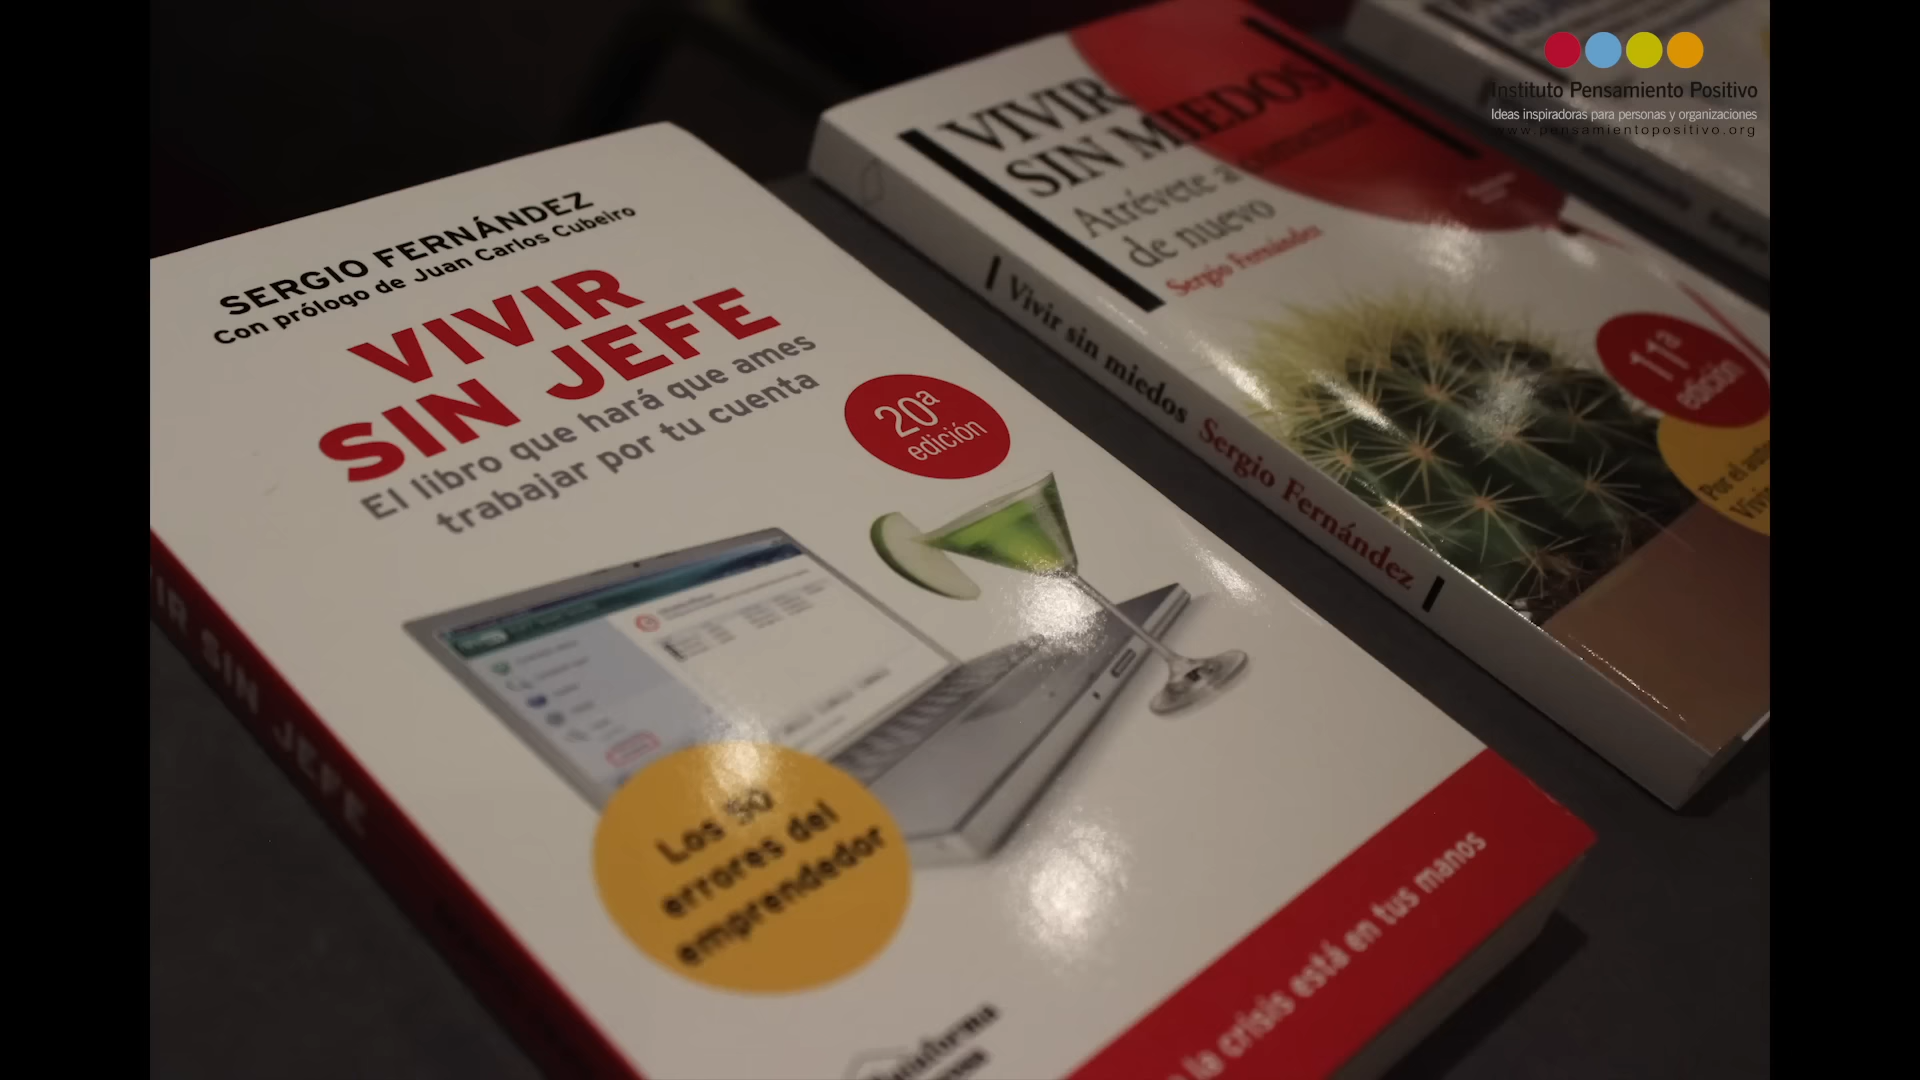 SERGIO FERNÁNDEZ
Con prólogo de Juan Carlos Cubeiro
VIVIR
SIN JEFE
El libro que hará que ames
trabajar por tu cuenta
20ª
edición
Los 50
errores del
emprendedor
la crisis está en tus manos
SIN JEFE
VIVIR
SIN MIEDOS
Atrévete a comenzar
de nuevo
Sergio Fernández
Vivir sin miedos Sergio Fernández
11ª
edición
Por el
Instituto Pensamiento Positivo
Ideas inspiradoras para personas y organizaciones
www.pensamientopositivo.org